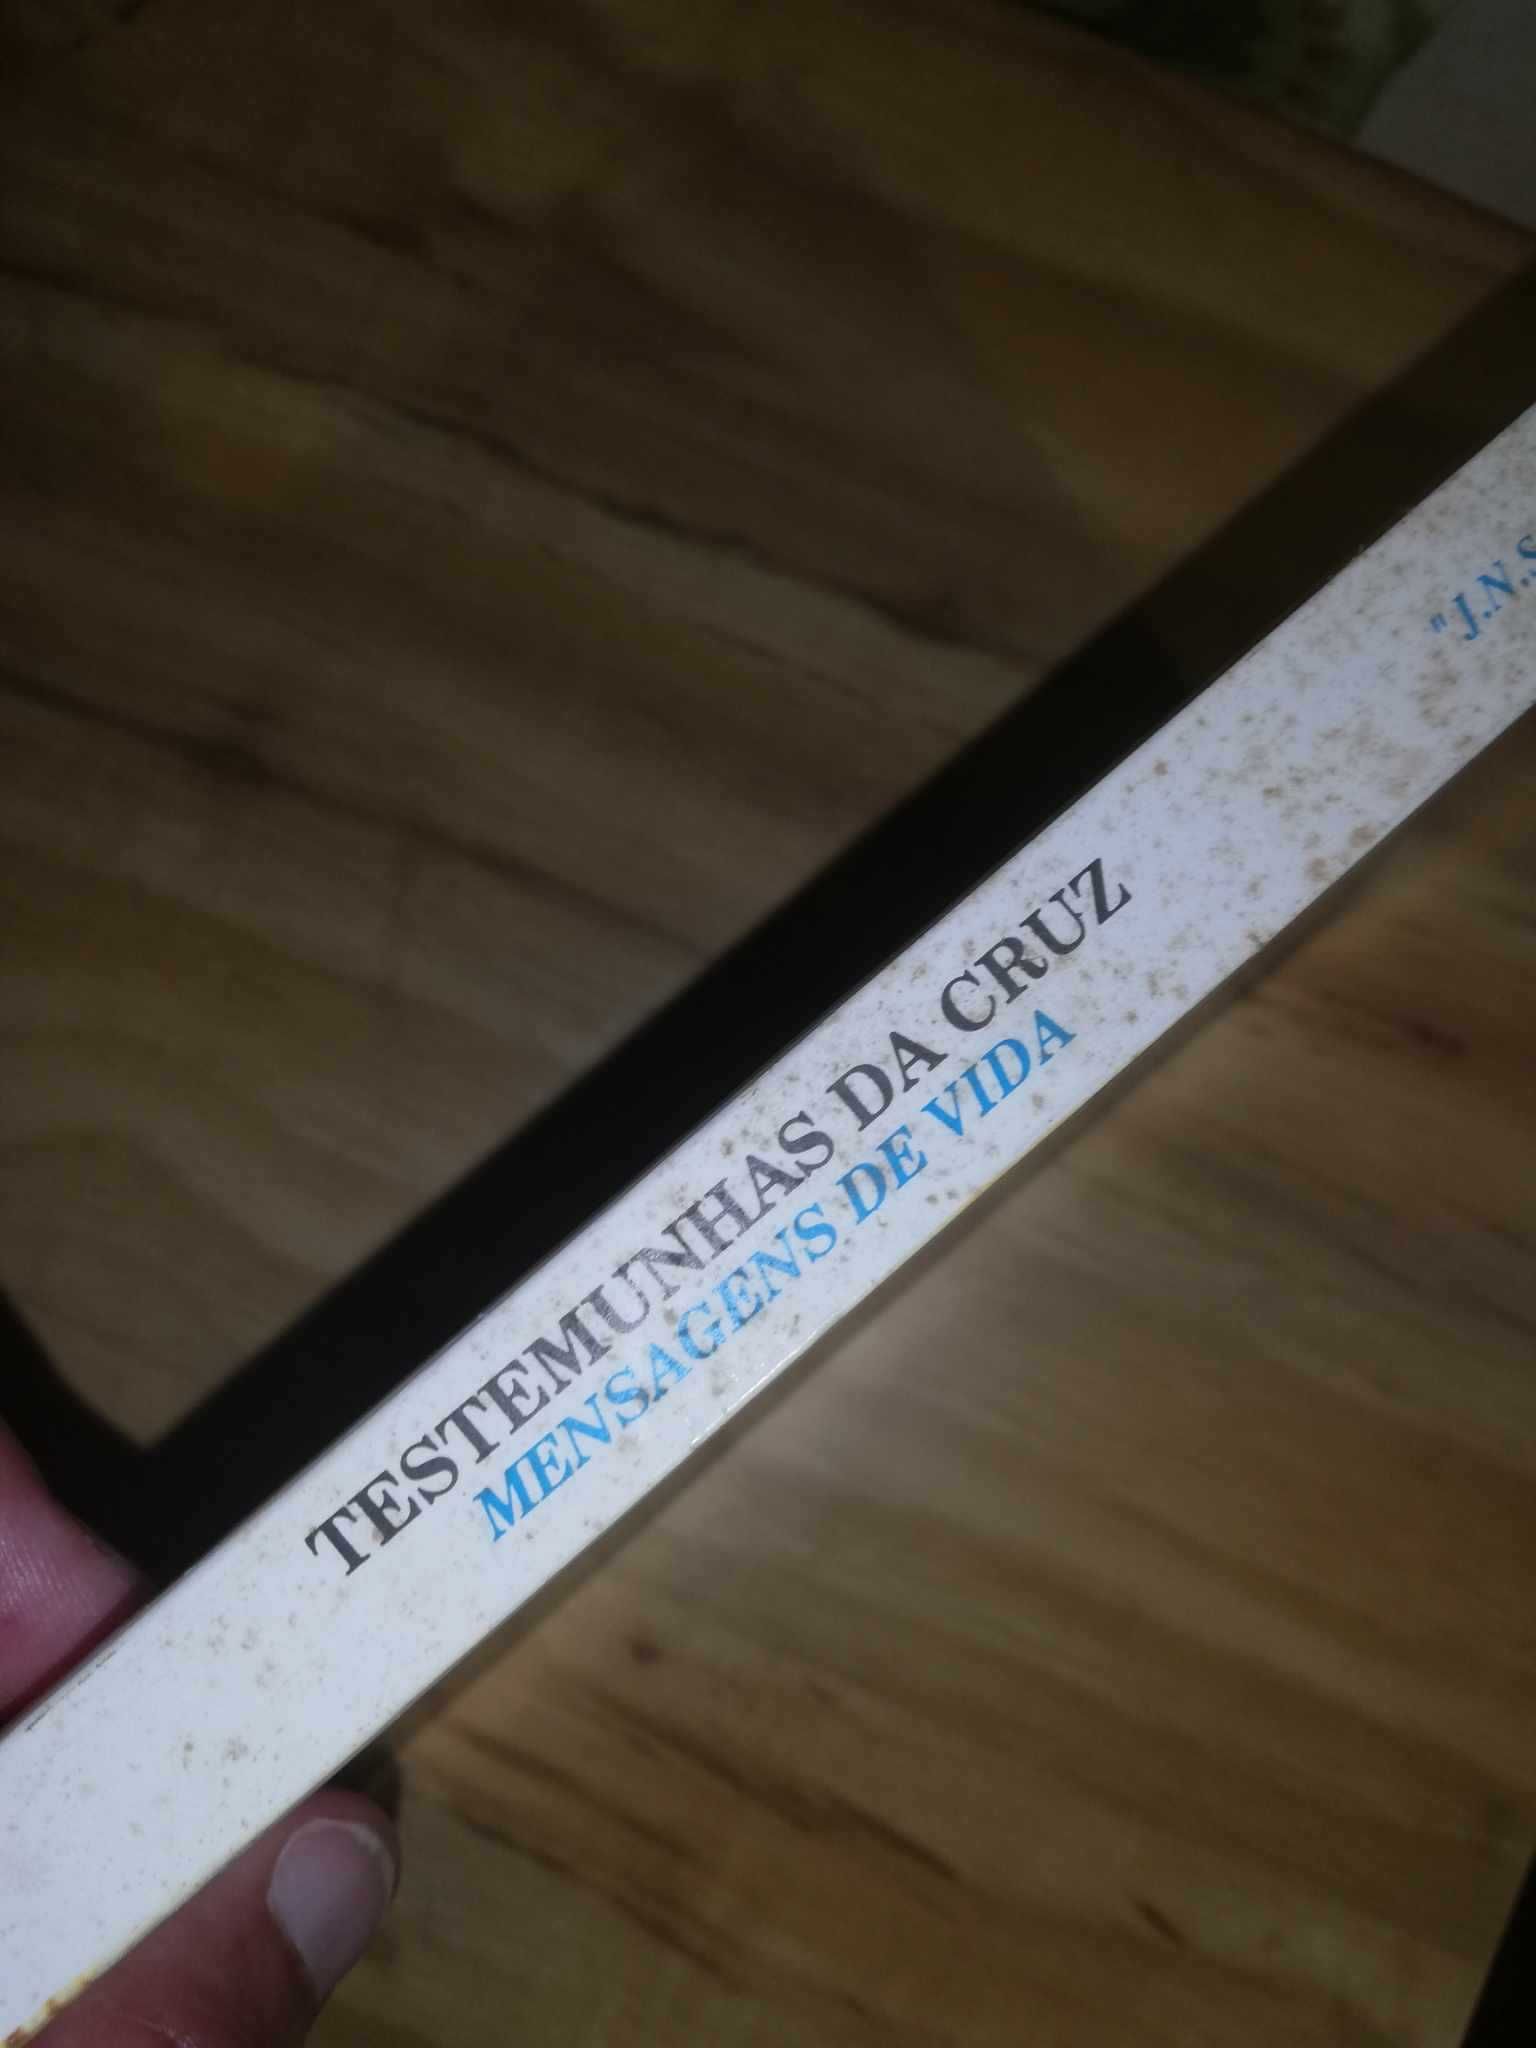 TESTEMUNHAS DA CRUZ
MENSAGENS DE VIDA
"J.N.S